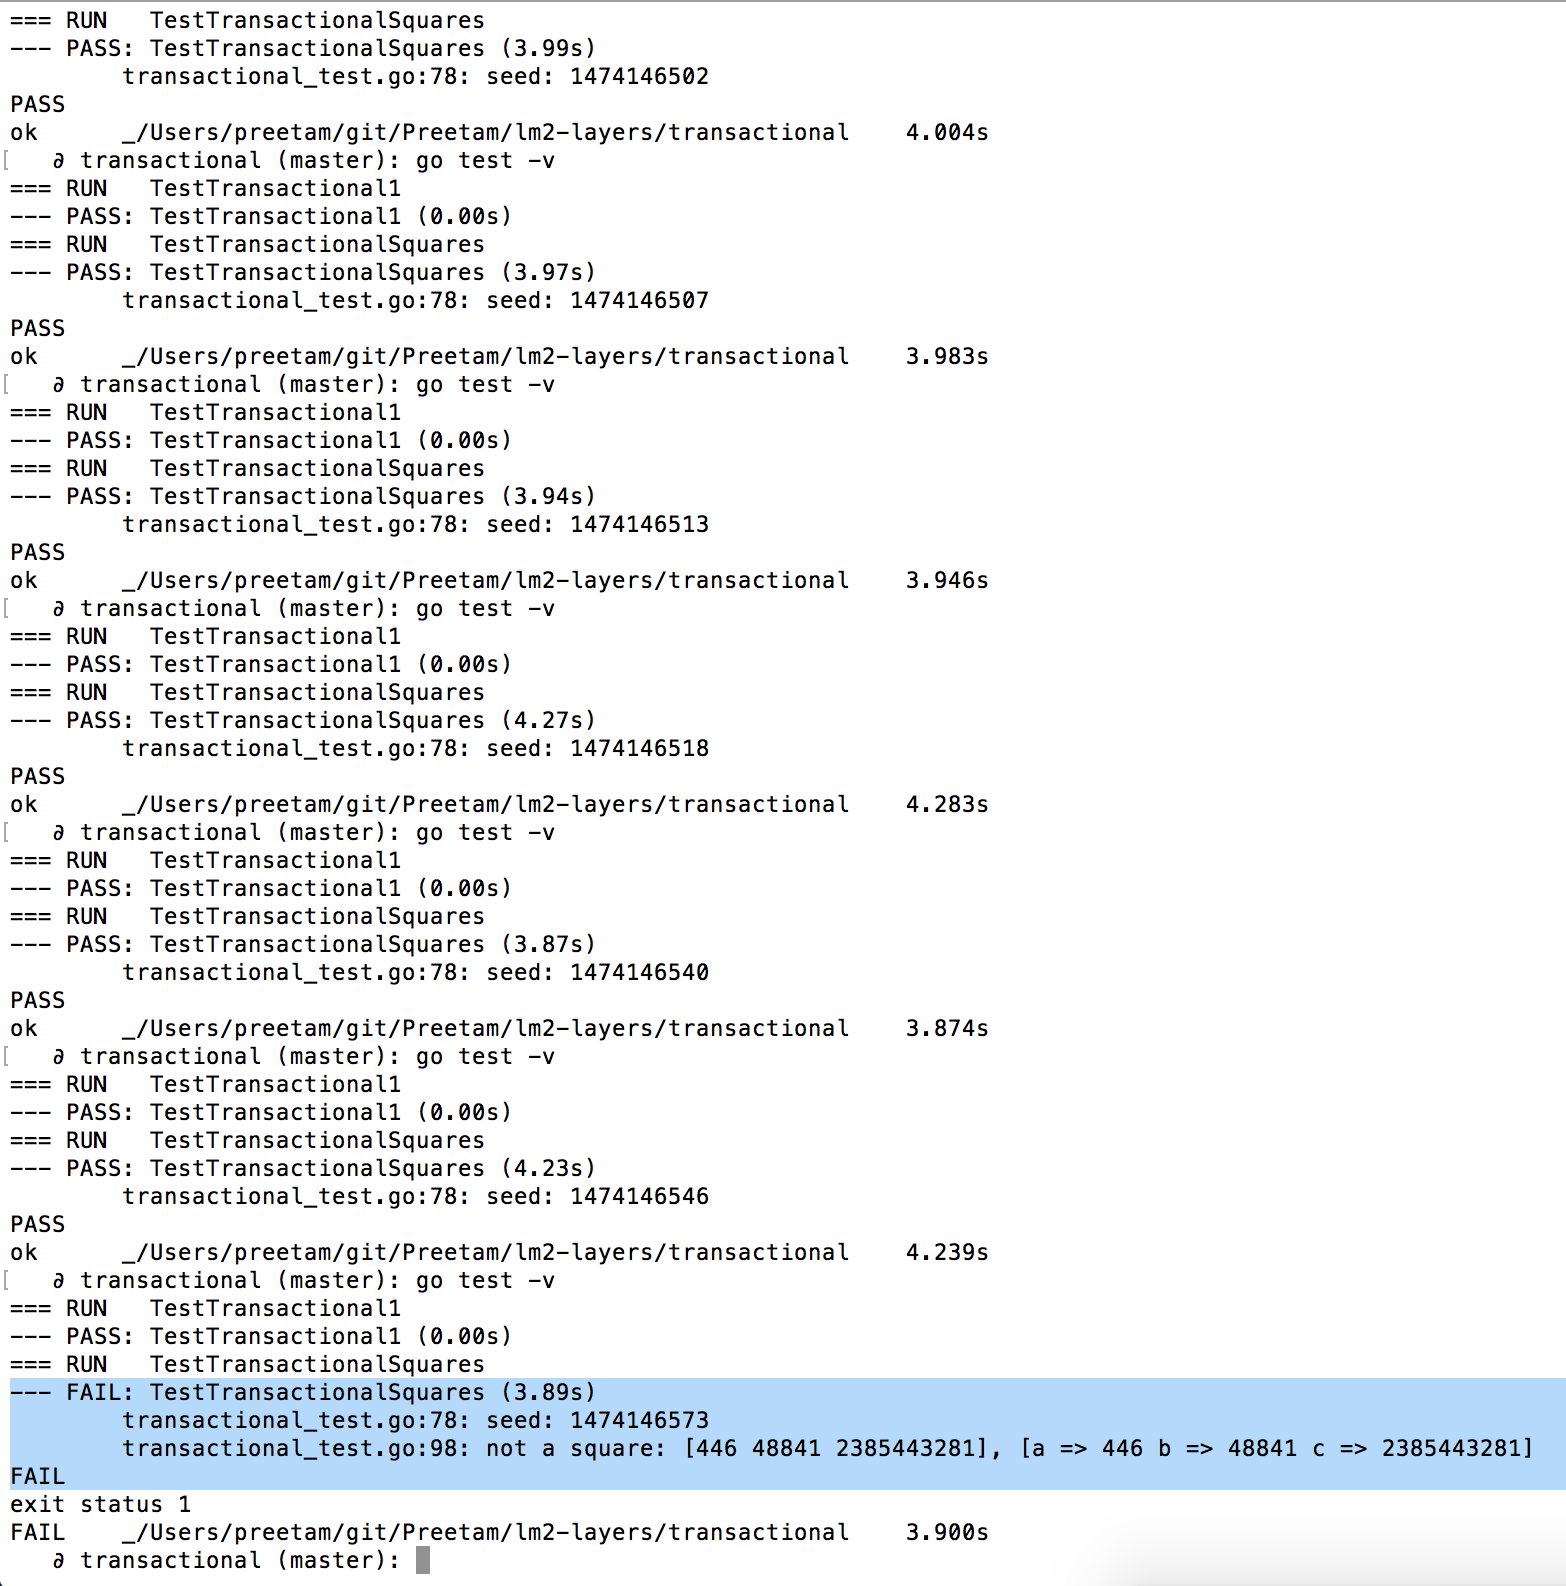 === RUN   TestTransactionalSquares
--- PASS: TestTransactionalSquares (3.99s)
        transactional_test.go:78: seed: 1474146502
PASS
ok      _/Users/preetam/git/Preetam/lm2-layers/transactional    4.004s
[   ∂ transactional (master): go test -v
=== RUN   TestTransactional1
--- PASS: TestTransactional1 (0.00s)
=== RUN   TestTransactionalSquares
--- PASS: TestTransactionalSquares (3.97s)
        transactional_test.go:78: seed: 1474146507
PASS
ok      _/Users/preetam/git/Preetam/lm2-layers/transactional    3.983s
[   ∂ transactional (master): go test -v
=== RUN   TestTransactional1
--- PASS: TestTransactional1 (0.00s)
=== RUN   TestTransactionalSquares
--- PASS: TestTransactionalSquares (3.94s)
        transactional_test.go:78: seed: 1474146513
PASS
ok      _/Users/preetam/git/Preetam/lm2-layers/transactional    3.946s
[   ∂ transactional (master): go test -v
=== RUN   TestTransactional1
--- PASS: TestTransactional1 (0.00s)
=== RUN   TestTransactionalSquares
--- PASS: TestTransactionalSquares (4.27s)
        transactional_test.go:78: seed: 1474146518
PASS
ok      _/Users/preetam/git/Preetam/lm2-layers/transactional    4.283s
[   ∂ transactional (master): go test -v
=== RUN   TestTransactional1
--- PASS: TestTransactional1 (0.00s)
=== RUN   TestTransactionalSquares
--- PASS: TestTransactionalSquares (3.87s)
        transactional_test.go:78: seed: 1474146540
PASS
ok      _/Users/preetam/git/Preetam/lm2-layers/transactional    3.874s
[   ∂ transactional (master): go test -v
=== RUN   TestTransactional1
--- PASS: TestTransactional1 (0.00s)
=== RUN   TestTransactionalSquares
--- PASS: TestTransactionalSquares (4.23s)
        transactional_test.go:78: seed: 1474146546
PASS
ok      _/Users/preetam/git/Preetam/lm2-layers/transactional    4.239s
[   ∂ transactional (master): go test -v
=== RUN   TestTransactional1
--- PASS: TestTransactional1 (0.00s)
=== RUN   TestTransactionalSquares
--- FAIL: TestTransactionalSquares (3.89s)
        transactional_test.go:78: seed: 1474146573
        transactional_test.go:98: not a square: [446 48841 2385443281], [a => 446 b => 48841 c => 2385443281]
FAIL
exit status 1
FAIL    _/Users/preetam/git/Preetam/lm2-layers/transactional    3.900s
   ∂ transactional (master):